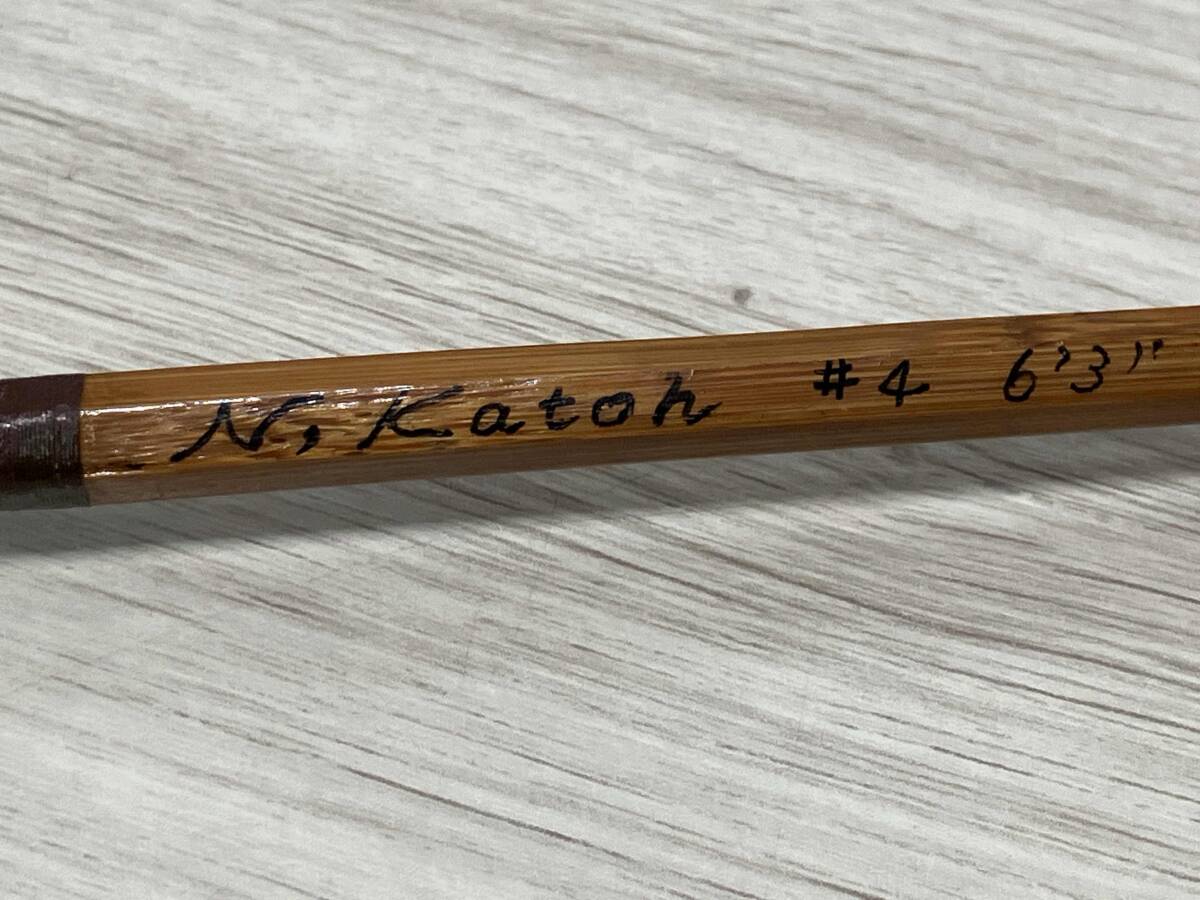 N, Katoh #4 6'3"